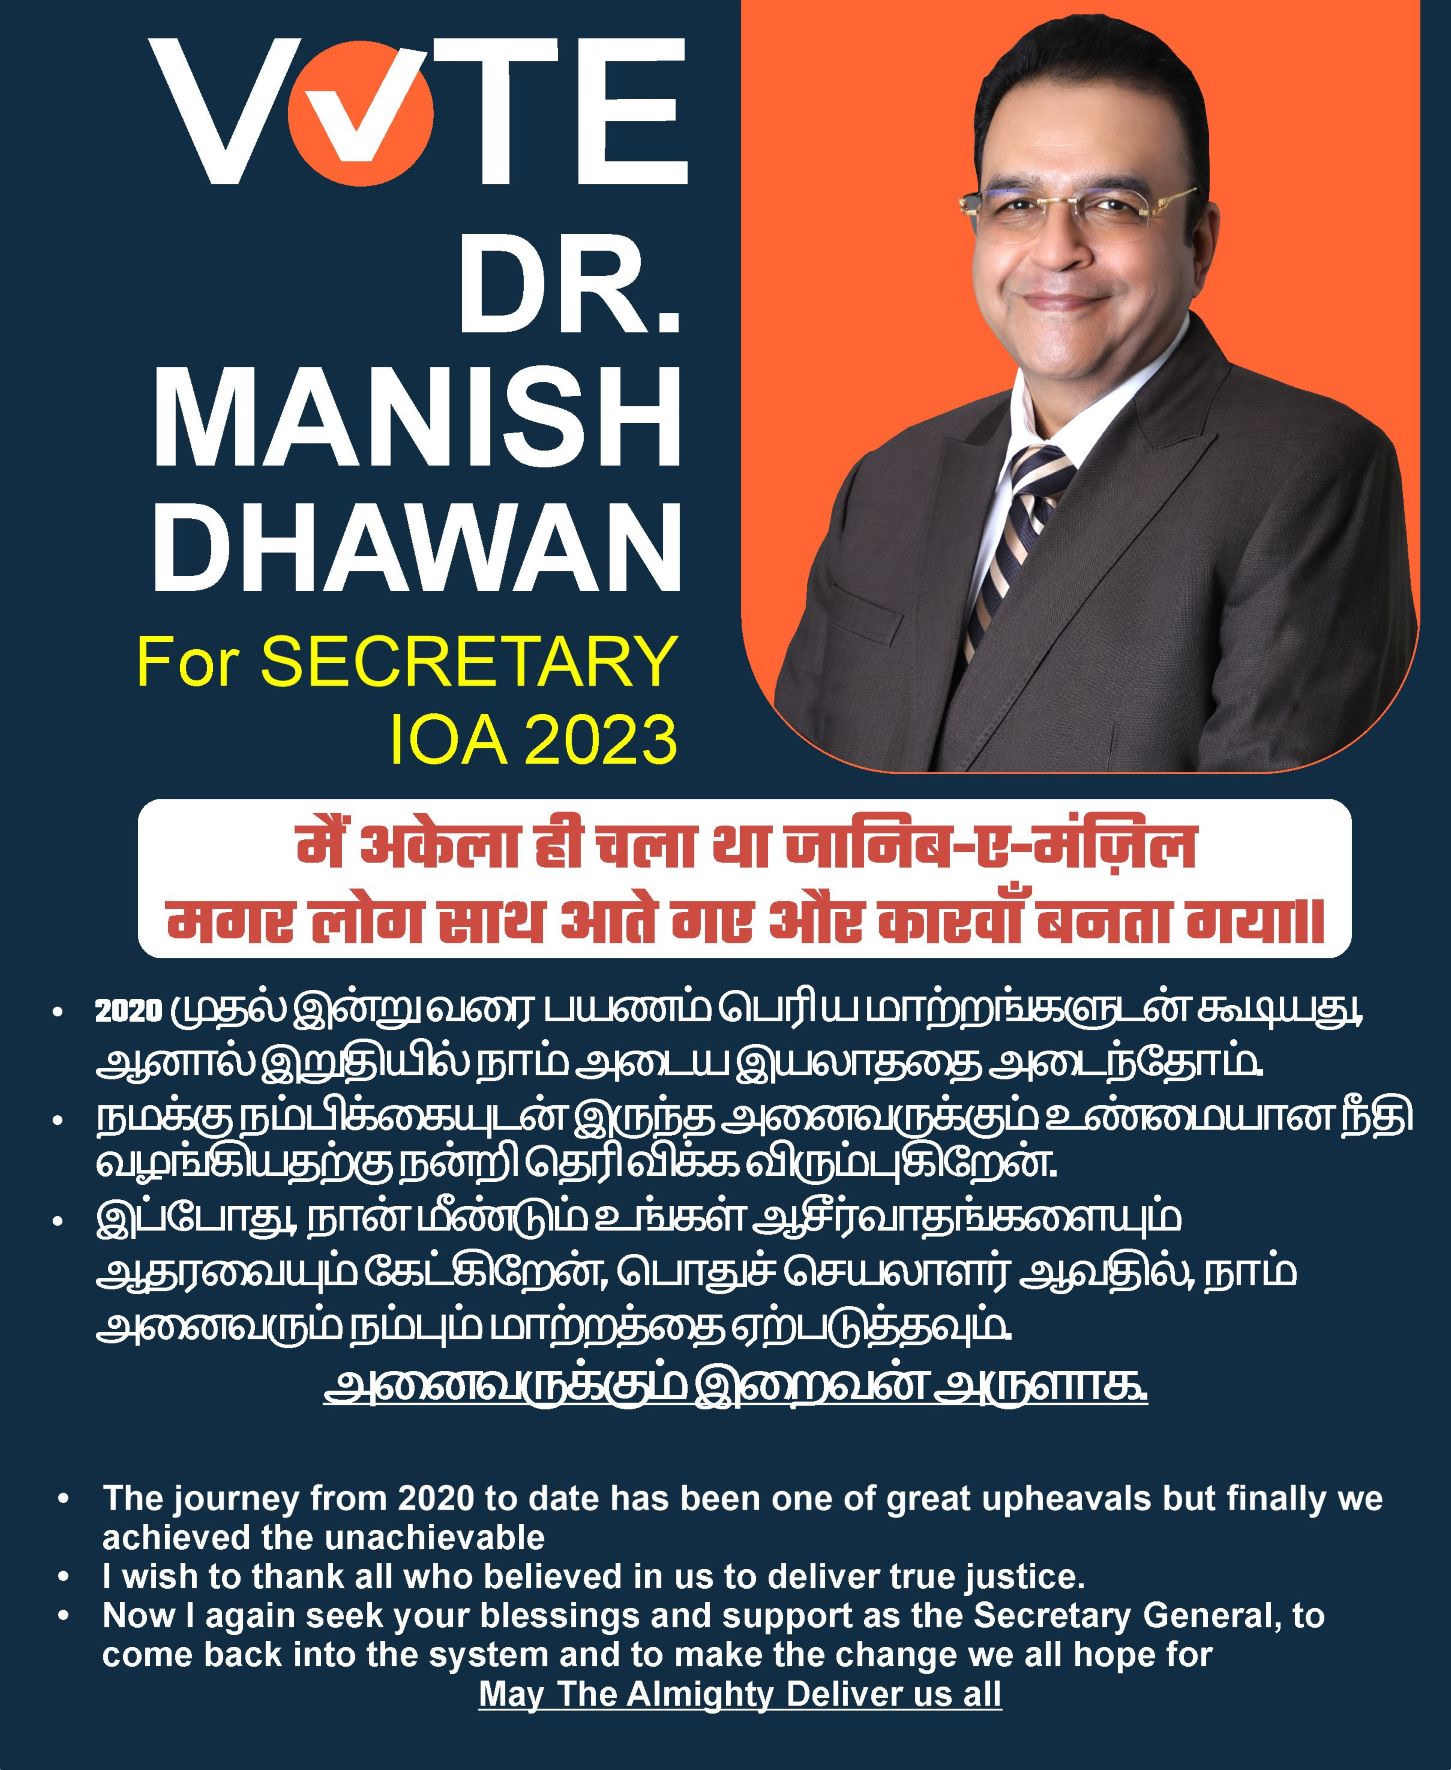 VOTE
DR.
MANISH
DHAWAN
For SECRETARY
IOA 2023
मैं अकेला ही चला था जानिब-ए-मंज़िल
मगर लोग साथ आते गए और कारवाँ बनता गया॥
• 2020 முதல் இன்று வரை பயணம் பெரிய மாற்றங்களுடன் கூடியது,
ஆனால் இறுதியில் நாம் அடைய இயலாததை அடைந்தோம்.
• நமக்கு நம்பிக்கையுடன் இருந்த அனைவருக்கும் உண்மையான நீதி
வழங்கியதற்கு நன்றி தெரிவிக்க விரும்புகிறேன்.
• இப்போது, நான் மீண்டும் உங்கள் ஆசீர்வாதங்களையும்
ஆதரவையும் கேட்கிறேன், பொதுச் செயலாளர் ஆவதில், நாம்
அனைவரும் நம்பும் மாற்றத்தை ஏற்படுத்தவும்.
அனைவருக்கும் இறைவன் அருளாக.
• The journey from 2020 to date has been one of great upheavals but finally we
achieved the unachievable
• I wish to thank all who believed in us to deliver true justice.
• Now I again seek your blessings and support as the Secretary General, to
come back into the system and to make the change we all hope for
May The Almighty Deliver us all